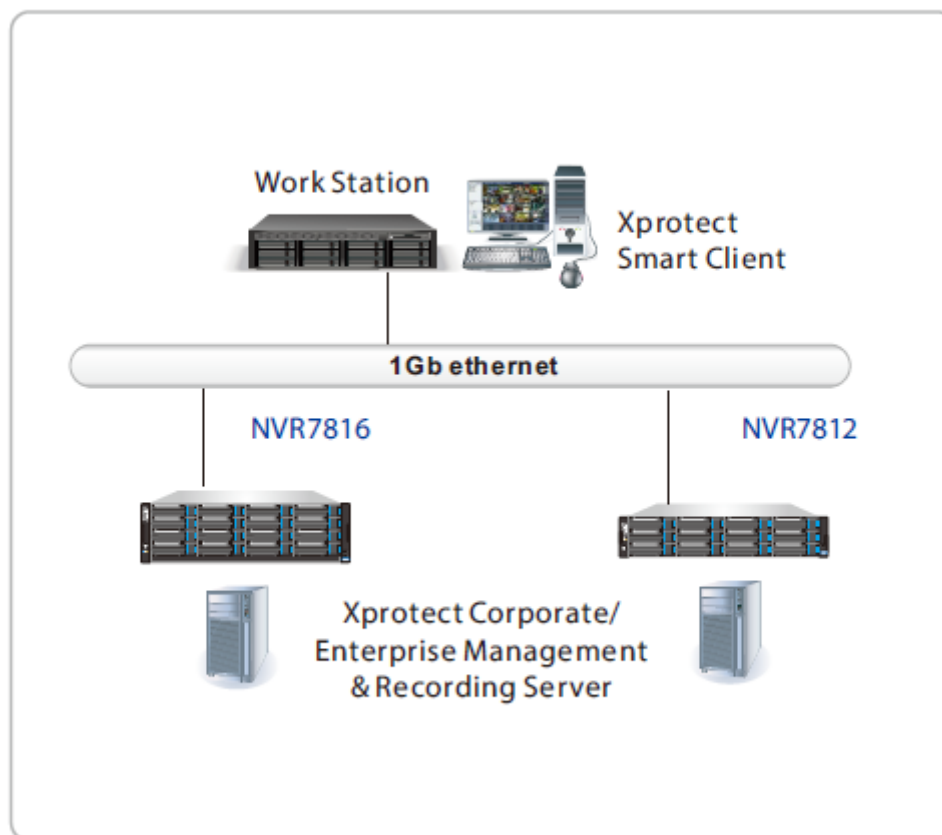 Work Station
Xprotect
Smart Client
1Gb ethernet
NVR7816
NVR7812
Xprotect Corporate/
Enterprise Management
& Recording Server